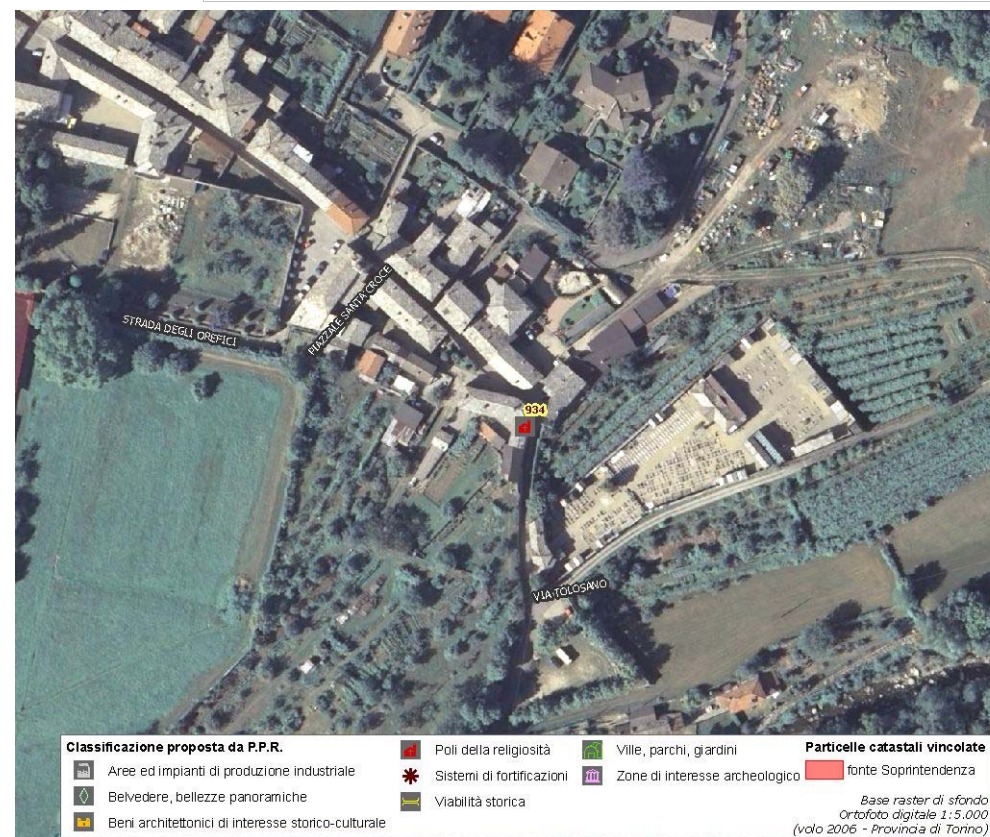 STRADA DEGLI OREFICI
PIAZZALE SANTA CROCE
934
VIA TOLOSANO
Classificazione proposta da P.P.R.
Aree ed impianti di produzione industriale
Belvedere, bellezze panoramiche
Beni architettonici di interesse storico-culturale
Poli della religiosità
Sistemi di fortificazioni
Viabilità storica
Ville, parchi, giardini
Zone di interesse archeologico
Particelle catastali vincolate
fonte Soprintendenza
Base raster di sfondo
Ortofoto digitale 1:5.000
(volo 2006 - Provincia di Torino)